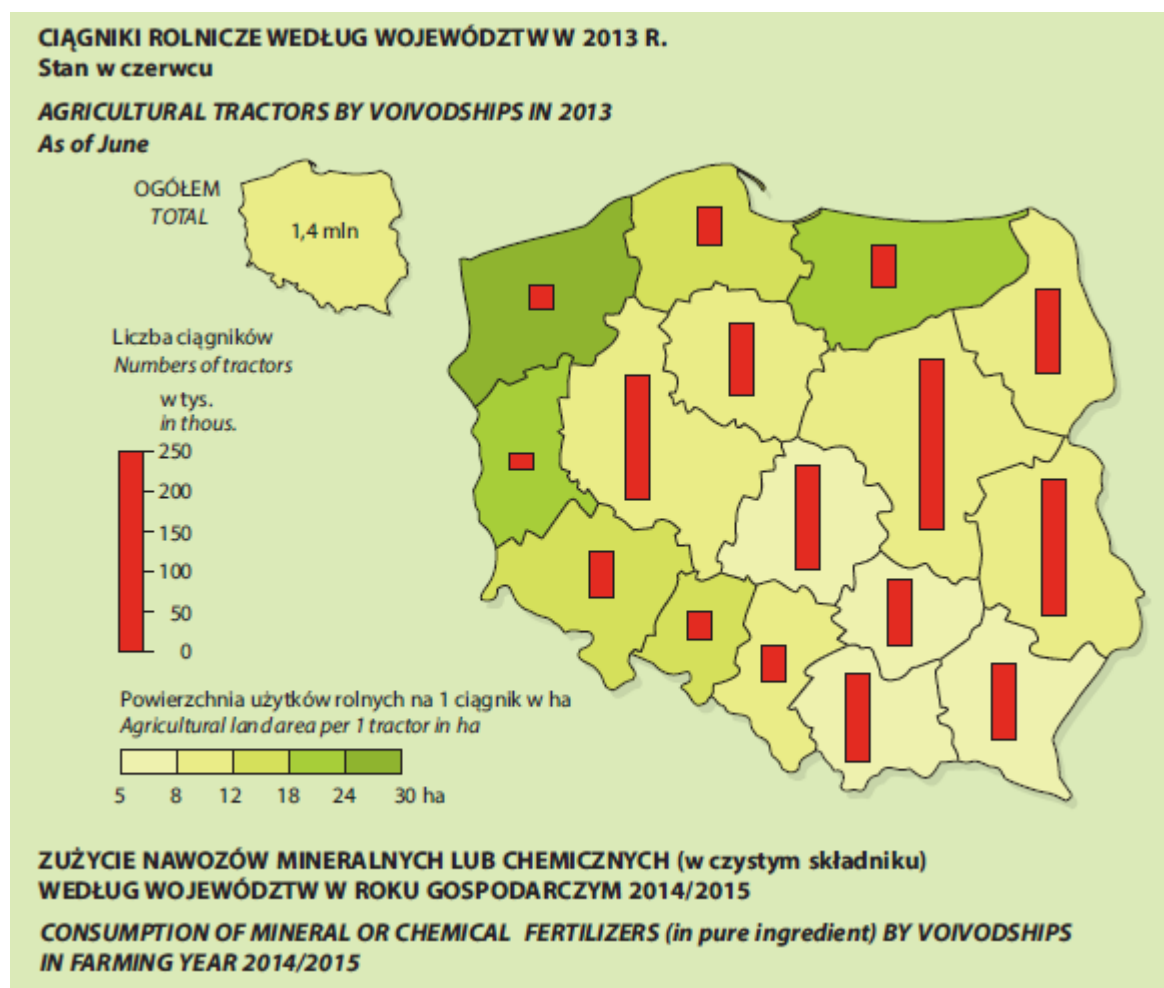 CIĄGNIKI ROLNICZE WEDŁUG WOJEWÓDZTW W 2013 R.
Stan w czerwcu
AGRICULTURAL TRACTORS BY VOIVODSHIPS IN 2013
As of June
OGÓŁEM
TOTAL
1,4 mln
Liczba ciągników
Numbers of tractors
w tys.
in thous.
250
200
150
100
50
0
Powierzchnia użytków rolnych na 1 ciągnik w ha
Agricultural land area per 1 tractor in ha
5 8 12 18 24 30 ha
ZUŻYCIE NAWOZÓW MINERALNYCH LUB CHEMICZNYCH (w czystym składniku)
WEDŁUG WOJEWÓDZTW W ROKU GOSPODARCZYM 2014/2015
CONSUMPTION OF MINERAL OR CHEMICAL FERTILIZERS (in pure ingredient) BY VOIVODSHIPS
IN FARMING YEAR 2014/2015